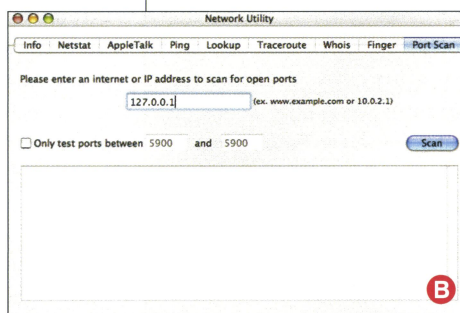 Network Utility
Info Netstat AppleTalk Ping Lookup Traceroute Whois Finger Port Scan
Please enter an internet or IP address to scan for open ports
127.0.0.1 (ex. www.example.com or 10.0.2.1)
Only test ports between 5900 and 5900 Scan
B